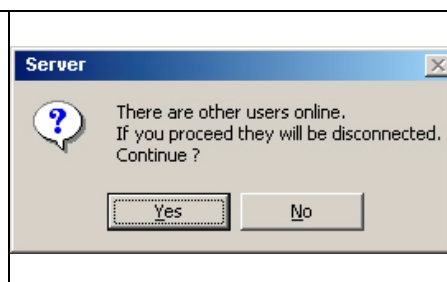 Server
There are other users online.
If you proceed they will be disconnected.
Continue ?
Yes No